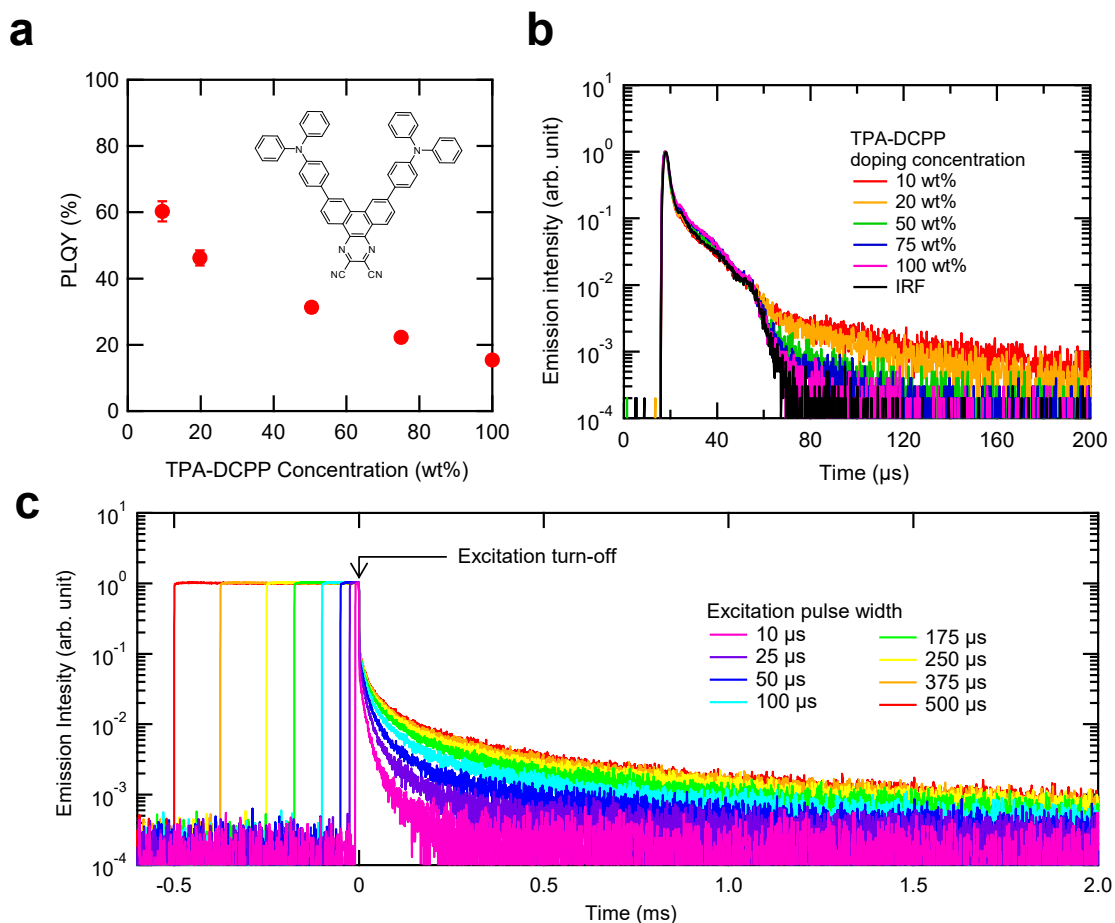 a
PLQY (%)
100
80
60
40
20
0
0 20 40 60 80 100
TPA-DCPP Concentration (wt%)
N N
N N
CN CN
b
Emission intensity (arb. unit)
10^1
10^0
10^-1
10^-2
10^-3
10^-4
0 40 80 120 160 200
Time (µs)
TPA-DCPP
doping concentration
10 wt%
20 wt%
50 wt%
75 wt%
100 wt%
IRF
c
Emission Intesity (arb. unit)
10^1
10^0
10^-1
10^-2
10^-3
10^-4
-0.5 0 0.5 1.0 1.5 2.0
Time (ms)
Excitation turn-off
Excitation pulse width
10 µs
25 µs
50 µs
100 µs
175 µs
250 µs
375 µs
500 µs